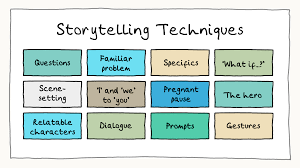 Storytelling Techniques
Questions
Familiar
problem
Specifics
'What if..?'
Scene-
setting
'I' and 'we'
to 'you'
Pregnant
pause
The hero
Relatable
characters
Dialogue
Prompts
Gestures